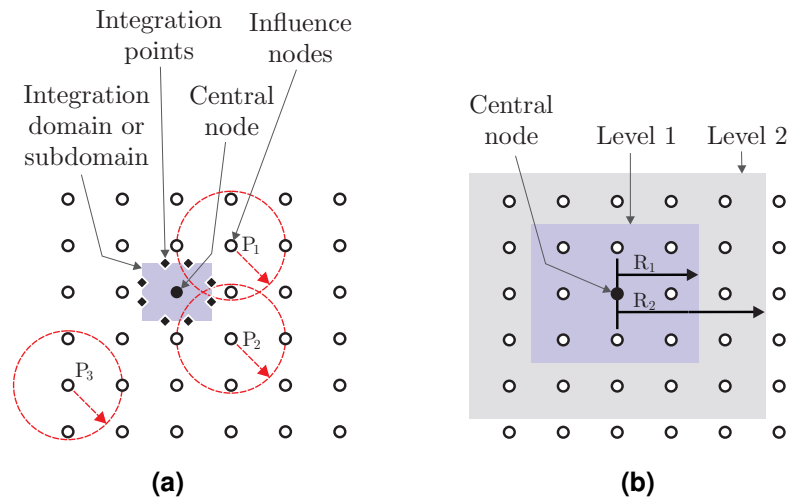 Integration
points
Influence
nodes
Integration
domain or
subdomain
Central
node
P1
P2
P3
(a)
Central
node
Level 1
Level 2
R1
R2
(b)